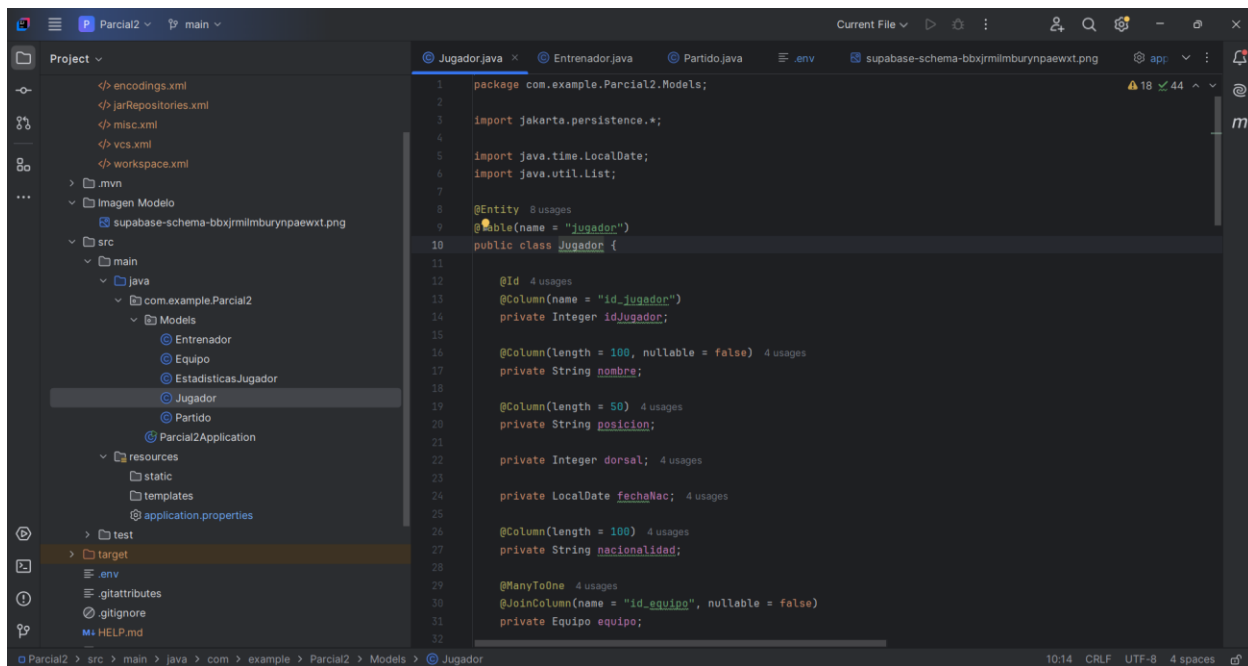 P Parcial2 main Current File
Project
Jugador.java Entrenador.java Partido.java .env supabase-schema-bbxjrmilmburynpaewxt.png app
encodings.xml
jarRepositories.xml
misc.xml
vcs.xml
workspace.xml
.mvn
Imagen Modelo
supabase-schema-bbxjrmilmburynpaewxt.png
src
main
java
com.example.Parcial2
Models
Entrenador
Equipo
EstadisticasJugador
Jugador
Partido
Parcial2Application
resources
static
templates
application.properties
test
target
.env
.gitattributes
.gitignore
M↓ HELP.md
18 44
m
1 package com.example.Parcial2.Models;
2
3 import jakarta.persistence.*;
4
5 import java.time.LocalDate;
6 import java.util.List;
7
8 @Entity 8 usages
9 @Table(name = "jugador")
10 public class Jugador {
11
12 @Id 4 usages
13 @Column(name = "id_jugador")
14 private Integer idJugador;
15
16 @Column(length = 100, nullable = false) 4 usages
17 private String nombre;
18
19 @Column(length = 50) 4 usages
20 private String posicion;
21
22 private Integer dorsal; 4 usages
23
24 private LocalDate fechaNac; 4 usages
25
26 @Column(length = 100) 4 usages
27 private String nacionalidad;
28
29 @ManyToOne 4 usages
30 @JoinColumn(name = "id_equipo", nullable = false)
31 private Equipo equipo;
32
Parcial2 > src > main > java > com > example > Parcial2 > Models > Jugador 10:14 CRLF UTF-8 4 spaces